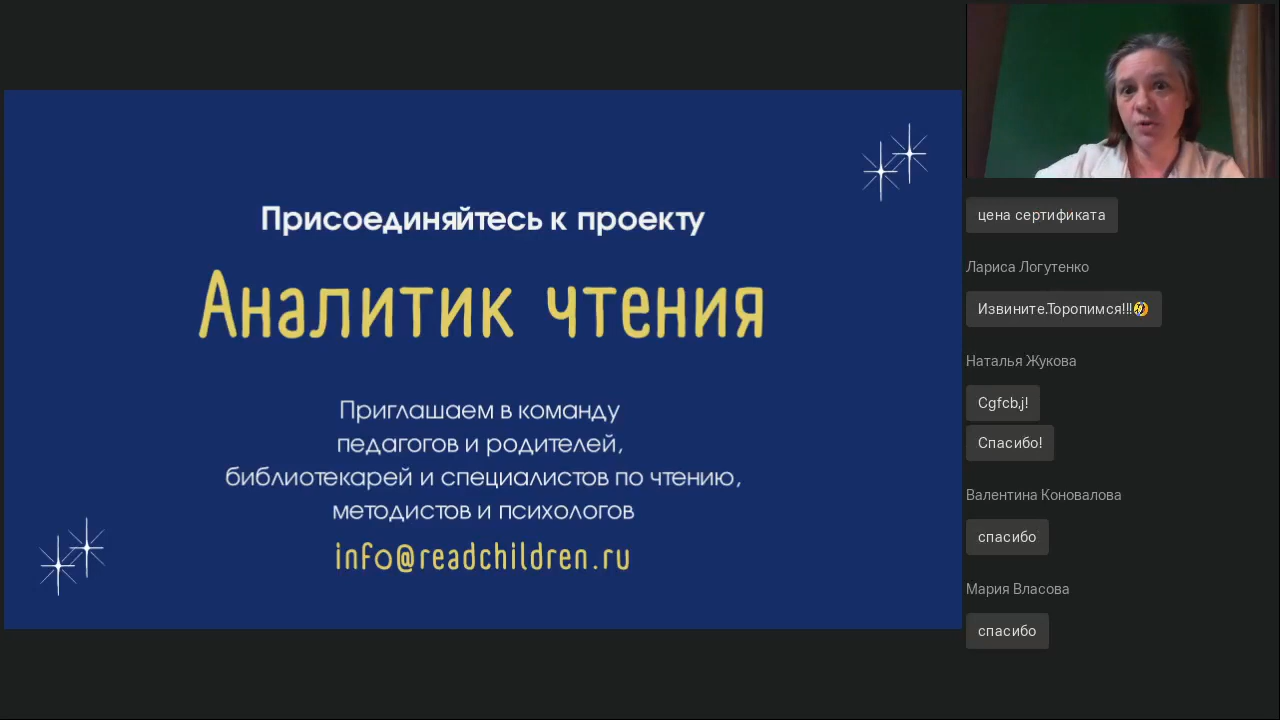 Присоединяйтесь к проекту
Аналитик чтения
Приглашаем в команду
педагогов и родителей,
библиотекарей и специалистов по чтению,
методистов и психологов
info@readchildren.ru
цена сертификата
Лариса Логутенко
Извините.Торопимся!!!🤣
Наталья Жукова
Cgfcb,j!
Спасибо!
Валентина Коновалова
спасибо
Мария Власова
спасибо